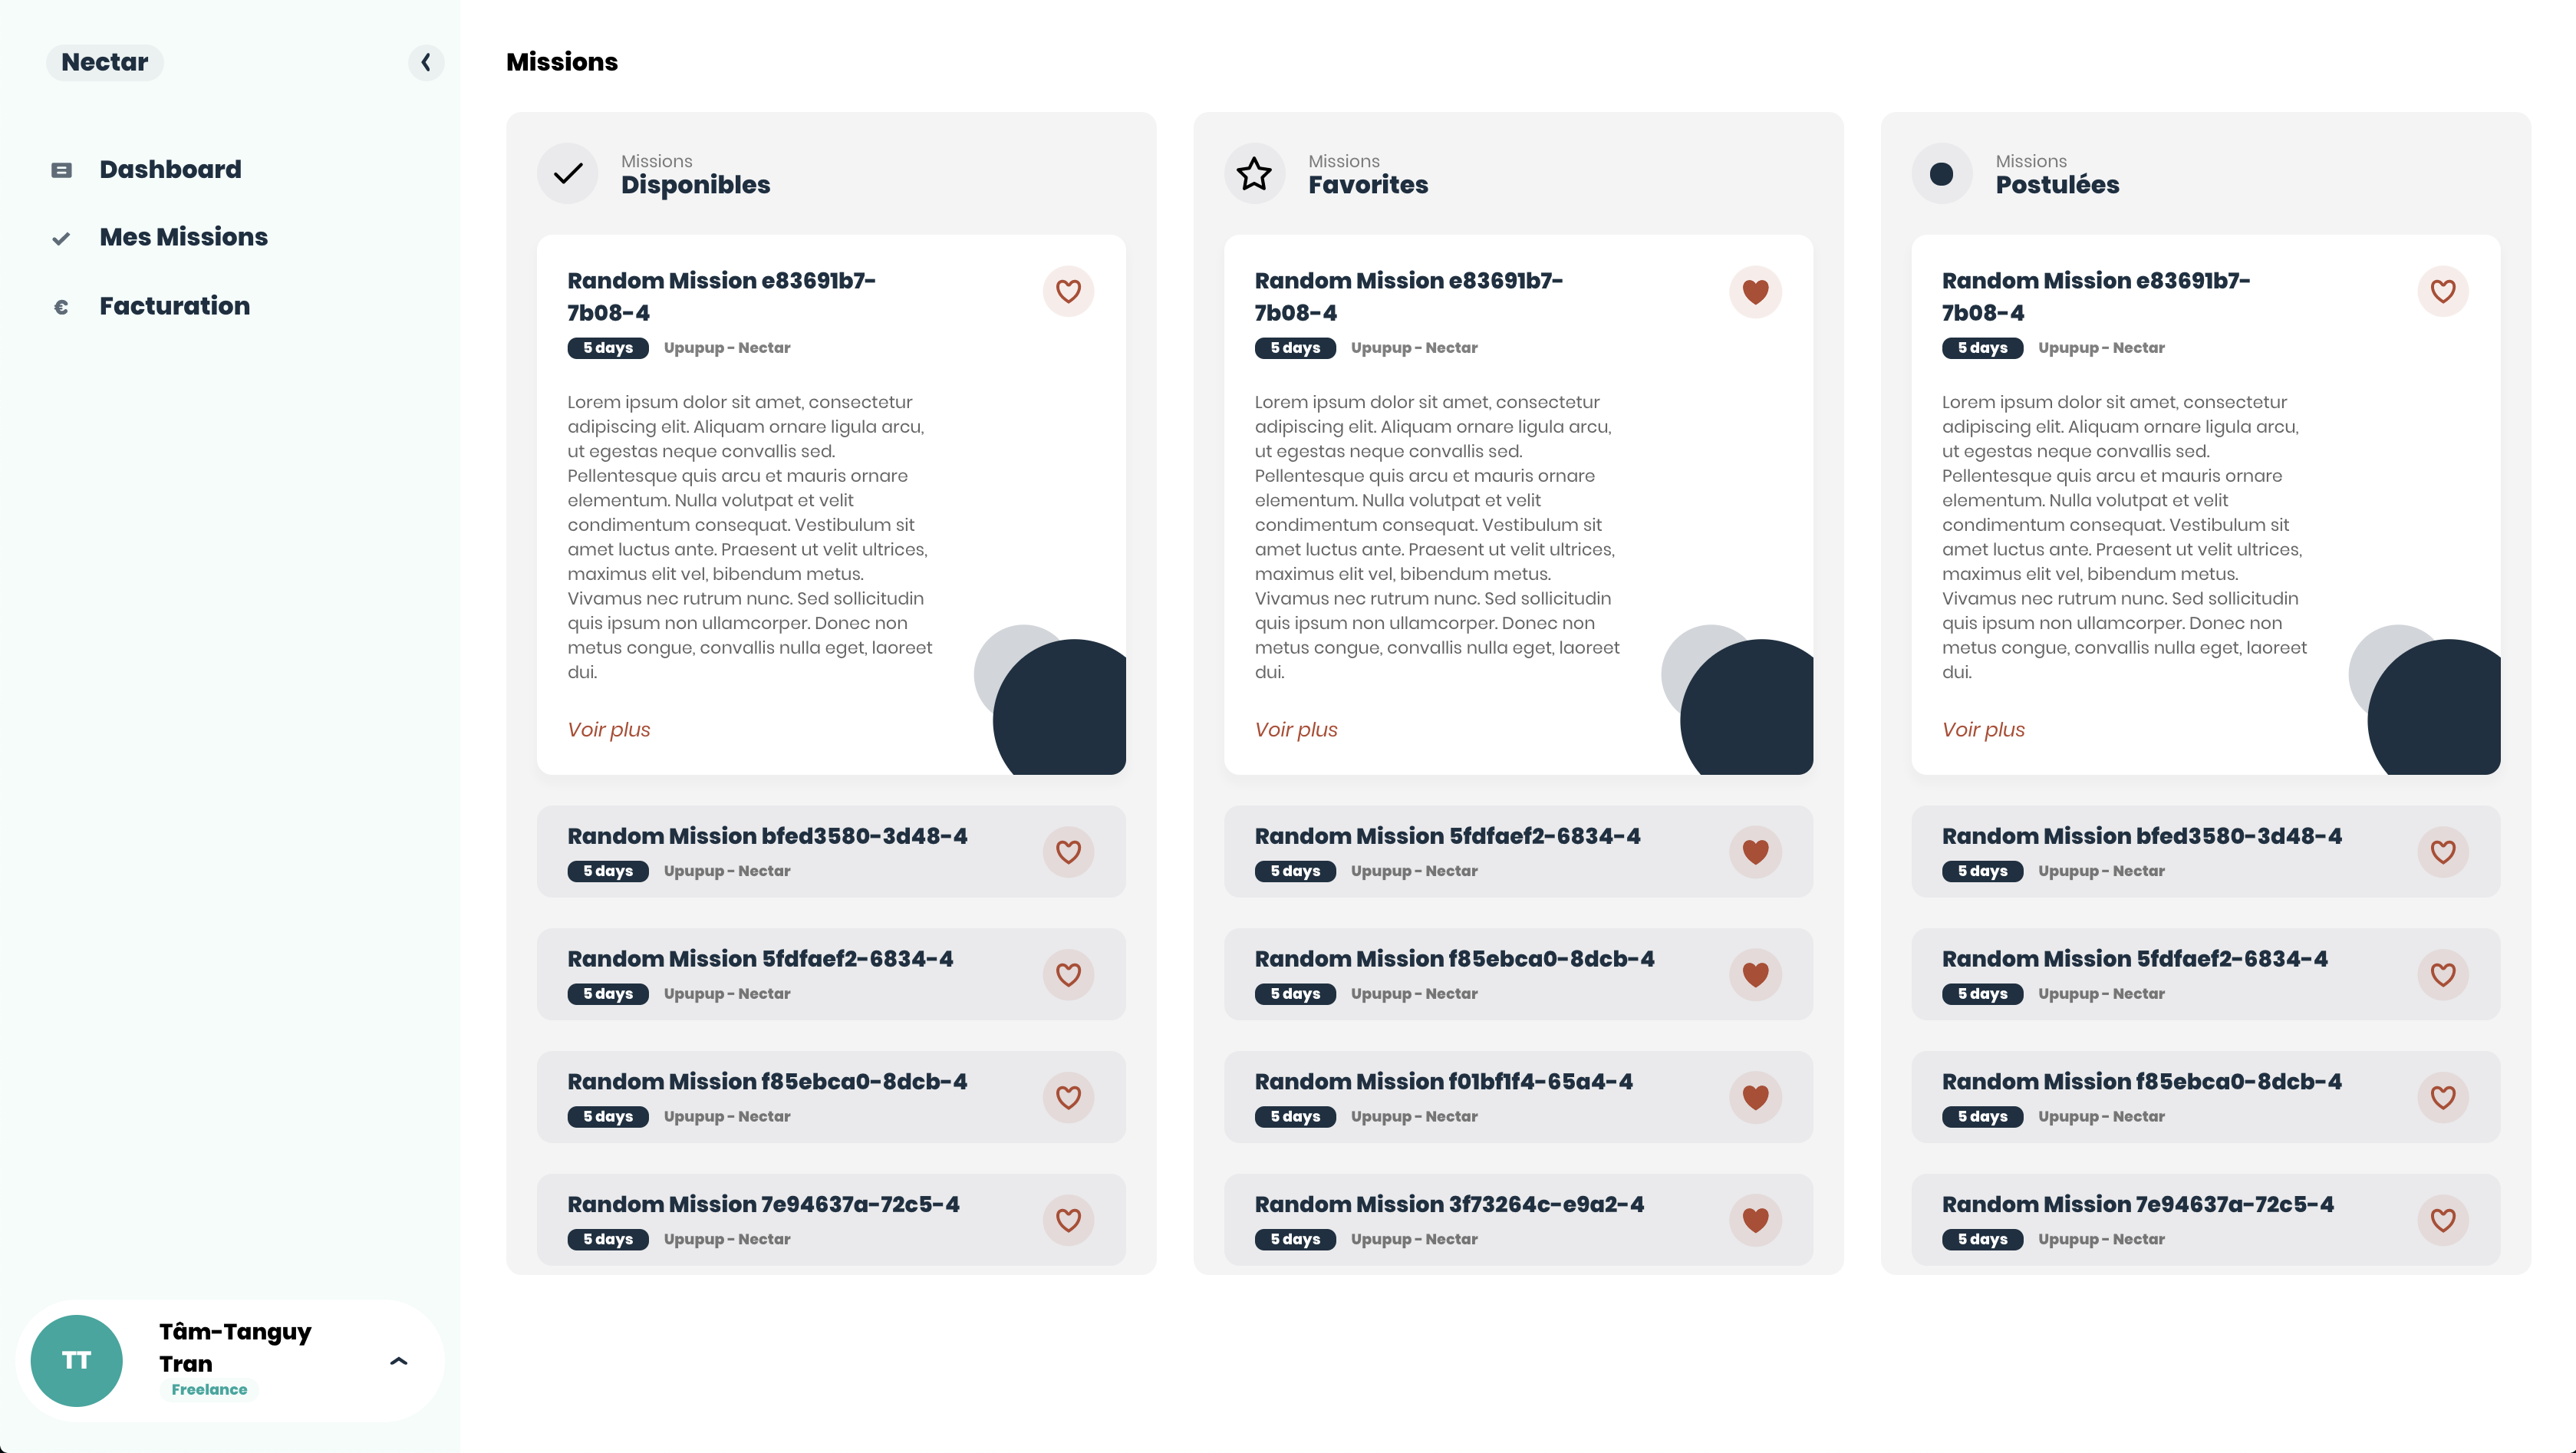 Nectar
Dashboard
Mes Missions
€ Facturation
TT
Tâm-Tanguy
Tran
Freelance
Missions
Missions
Disponibles
Random Mission e83691b7-
7b08-4
5 days Upupup - Nectar
Lorem ipsum dolor sit amet, consectetur
adipiscing elit. Aliquam ornare ligula arcu,
ut egestas neque convallis sed.
Pellentesque quis arcu et mauris ornare
elementum. Nulla volutpat et velit
condimentum consequat. Vestibulum sit
amet luctus ante. Praesent ut velit ultrices,
maximus elit vel, bibendum metus.
Vivamus nec rutrum nunc. Sed sollicitudin
quis ipsum non ullamcorper. Donec non
metus congue, convallis nulla eget, laoreet
dui.
Voir plus
Random Mission bfed3580-3d48-4
5 days Upupup - Nectar
Random Mission 5fdfaef2-6834-4
5 days Upupup - Nectar
Random Mission f85ebca0-8dcb-4
5 days Upupup - Nectar
Random Mission 7e94637a-72c5-4
5 days Upupup - Nectar
Missions
Favorites
Random Mission e83691b7-
7b08-4
5 days Upupup - Nectar
Lorem ipsum dolor sit amet, consectetur
adipiscing elit. Aliquam ornare ligula arcu,
ut egestas neque convallis sed.
Pellentesque quis arcu et mauris ornare
elementum. Nulla volutpat et velit
condimentum consequat. Vestibulum sit
amet luctus ante. Praesent ut velit ultrices,
maximus elit vel, bibendum metus.
Vivamus nec rutrum nunc. Sed sollicitudin
quis ipsum non ullamcorper. Donec non
metus congue, convallis nulla eget, laoreet
dui.
Voir plus
Random Mission 5fdfaef2-6834-4
5 days Upupup - Nectar
Random Mission f85ebca0-8dcb-4
5 days Upupup - Nectar
Random Mission f01bf1f4-65a4-4
5 days Upupup - Nectar
Random Mission 3f73264c-e9a2-4
5 days Upupup - Nectar
Missions
Postulées
Random Mission e83691b7-
7b08-4
5 days Upupup - Nectar
Lorem ipsum dolor sit amet, consectetur
adipiscing elit. Aliquam ornare ligula arcu,
ut egestas neque convallis sed.
Pellentesque quis arcu et mauris ornare
elementum. Nulla volutpat et velit
condimentum consequat. Vestibulum sit
amet luctus ante. Praesent ut velit ultrices,
maximus elit vel, bibendum metus.
Vivamus nec rutrum nunc. Sed sollicitudin
quis ipsum non ullamcorper. Donec non
metus congue, convallis nulla eget, laoreet
dui.
Voir plus
Random Mission bfed3580-3d48-4
5 days Upupup - Nectar
Random Mission 5fdfaef2-6834-4
5 days Upupup - Nectar
Random Mission f85ebca0-8dcb-4
5 days Upupup - Nectar
Random Mission 7e94637a-72c5-4
5 days Upupup - Nectar